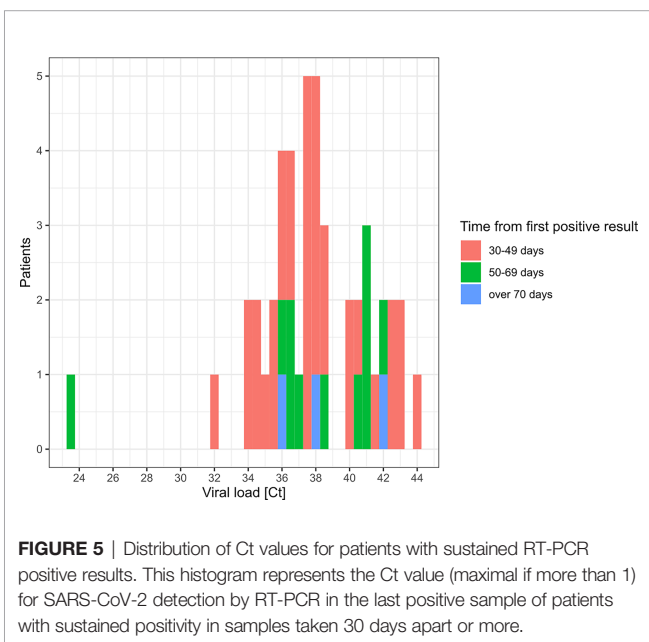 5
4
3
2
1
0
Patients
24 26 28 30 32 34 36 38 40 42 44
Viral load [Ct]
Time from first positive result
30-49 days
50-69 days
over 70 days
FIGURE 5 | Distribution of Ct values for patients with sustained RT-PCR
positive results. This histogram represents the Ct value (maximal if more than 1)
for SARS-CoV-2 detection by RT-PCR in the last positive sample of patients
with sustained positivity in samples taken 30 days apart or more.